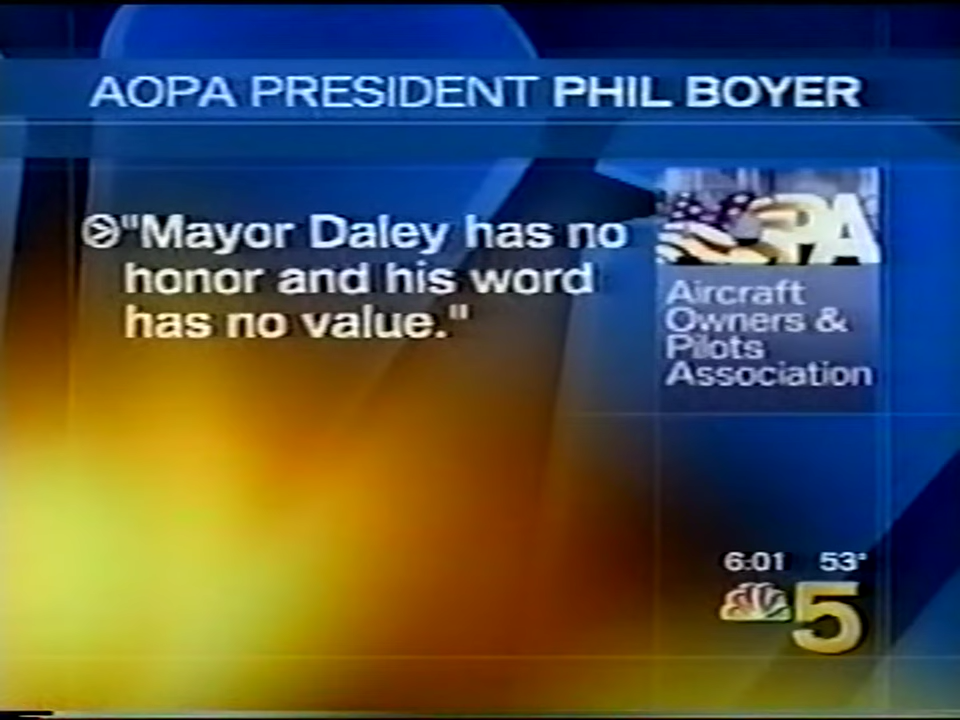 AOPA PRESIDENT PHIL BOYER
"Mayor Daley has no
honor and his word
has no value."
OPA
Aircraft
Owners &
Pilots
Association
6:01 53°
5